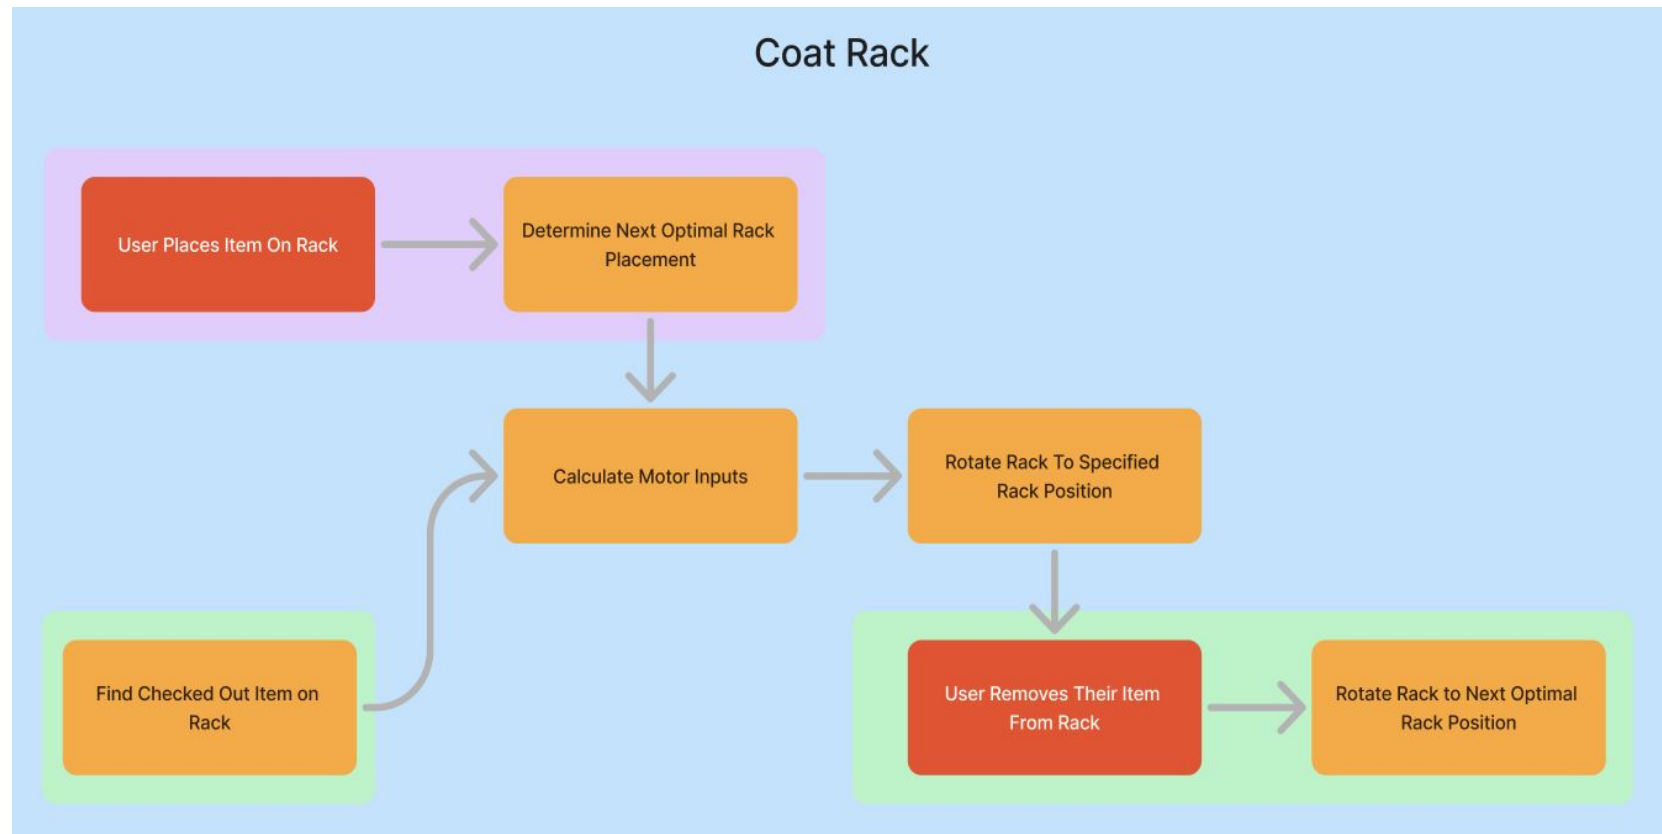 Coat Rack
User Places Item On Rack
Determine Next Optimal Rack
Placement
Calculate Motor Inputs
Rotate Rack To Specified
Rack Position
Find Checked Out Item on
Rack
User Removes Their Item
From Rack
Rotate Rack to Next Optimal
Rack Position